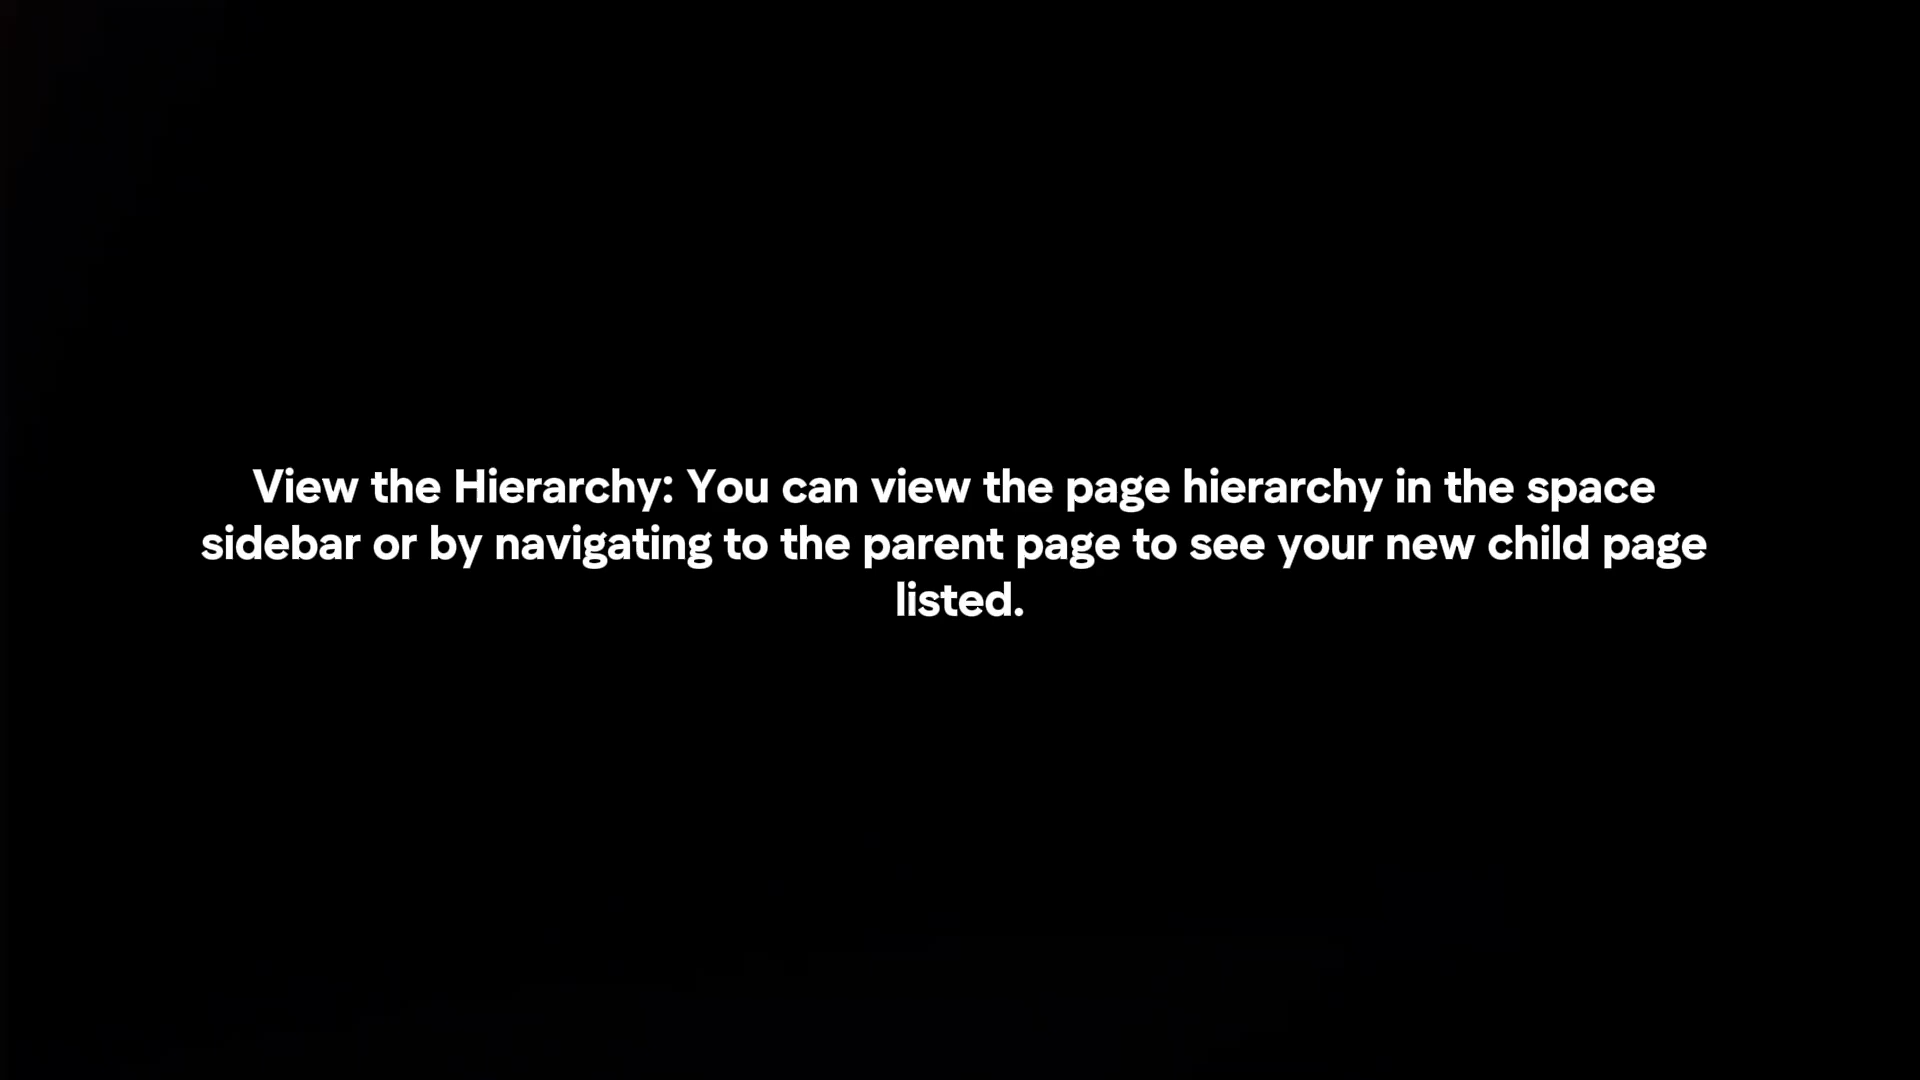 View the Hierarchy: You can view the page hierarchy in the space
sidebar or by navigating to the parent page to see your new child page
listed.